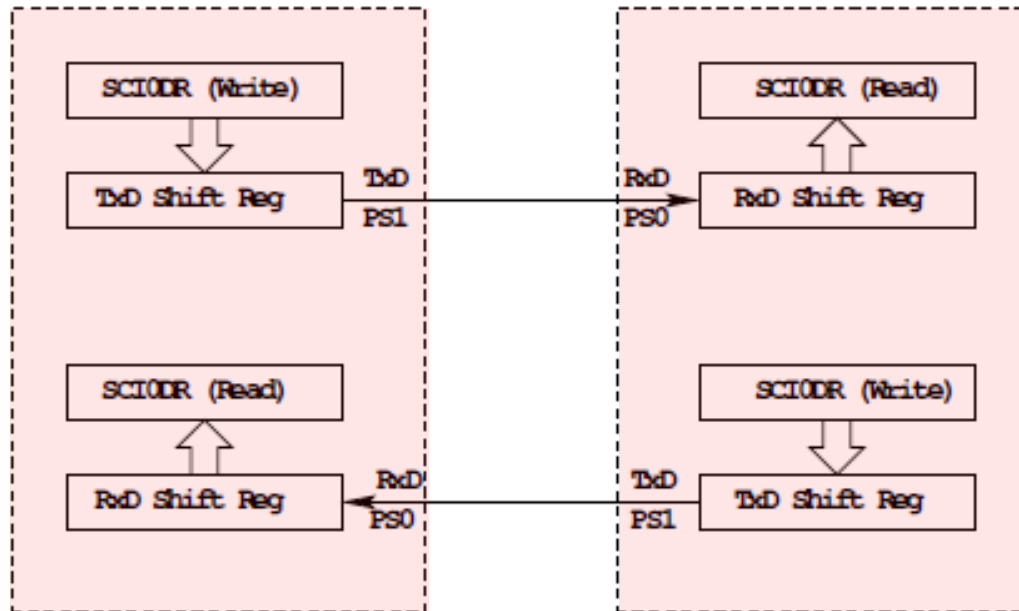 SCI0DR (Write)
SCI0DR (Read)
TxD Shift Reg
TxD
PS1
RxD
PS0
RxD Shift Reg
SCI0DR (Read)
SCI0DR (Write)
RxD Shift Reg
RxD
PS0
TxD
PS1
TxD Shift Reg